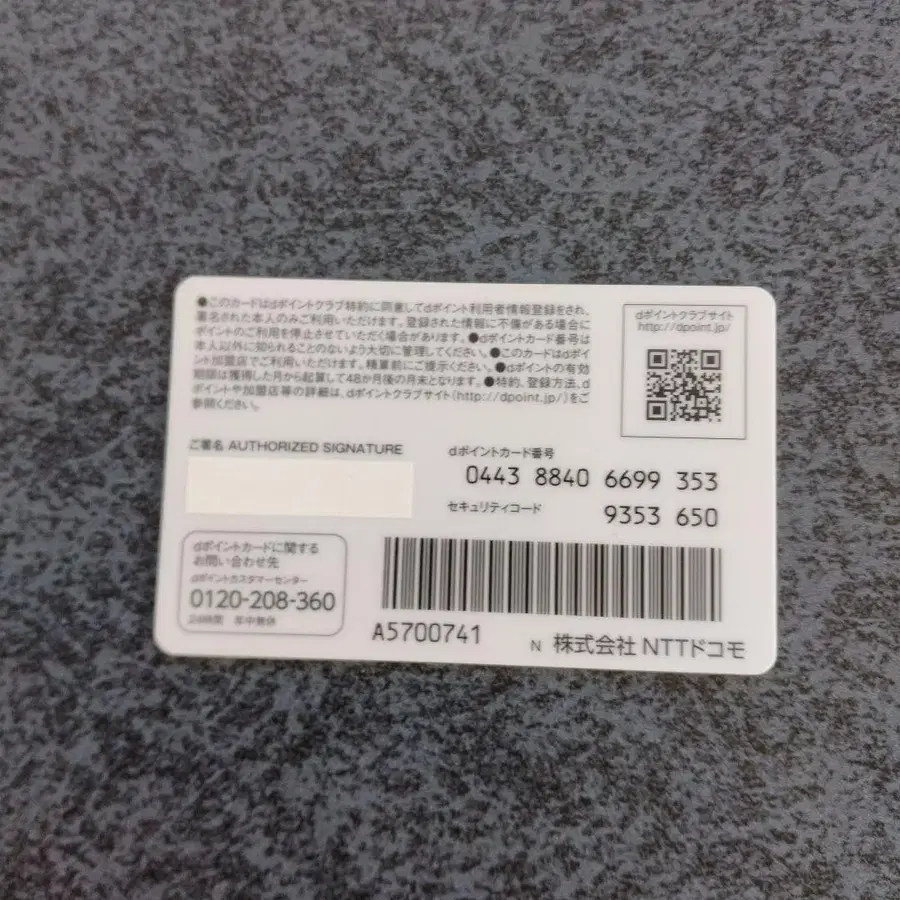 ●このカードはdポイントクラブ特約に同意してdポイント利用者情報登録をされ、
署名された本人のみご利用いただけます。登録された情報に不備がある場合に
ポイントのご利用を停止させていただく場合があります。●dポイントカード番号は
本人以外に知られることのないよう大切に管理してください。●このカードはdポイ
ント加盟店でご利用いただけます。精算前にご提示ください。●dポイントの有効
期限は獲得した月から起算して48か月後の月末となります。●特約、登録方法、d
ポイントや加盟店等の詳細は、dポイントクラブサイト(http://dpoint.jp/)をご
参照ください。
dポイントクラブサイト
http://dpoint.jp/
ご署名 AUTHORIZED SIGNATURE
dポイントカード番号
0443 8840 6699 353
セキュリティコード
9353 650
dポイントカードに関する
お問い合わせ先
dポイントカスタマーセンター
0120-208-360
24時間 年中無休
A5700741
N 株式会社NTTドコモ